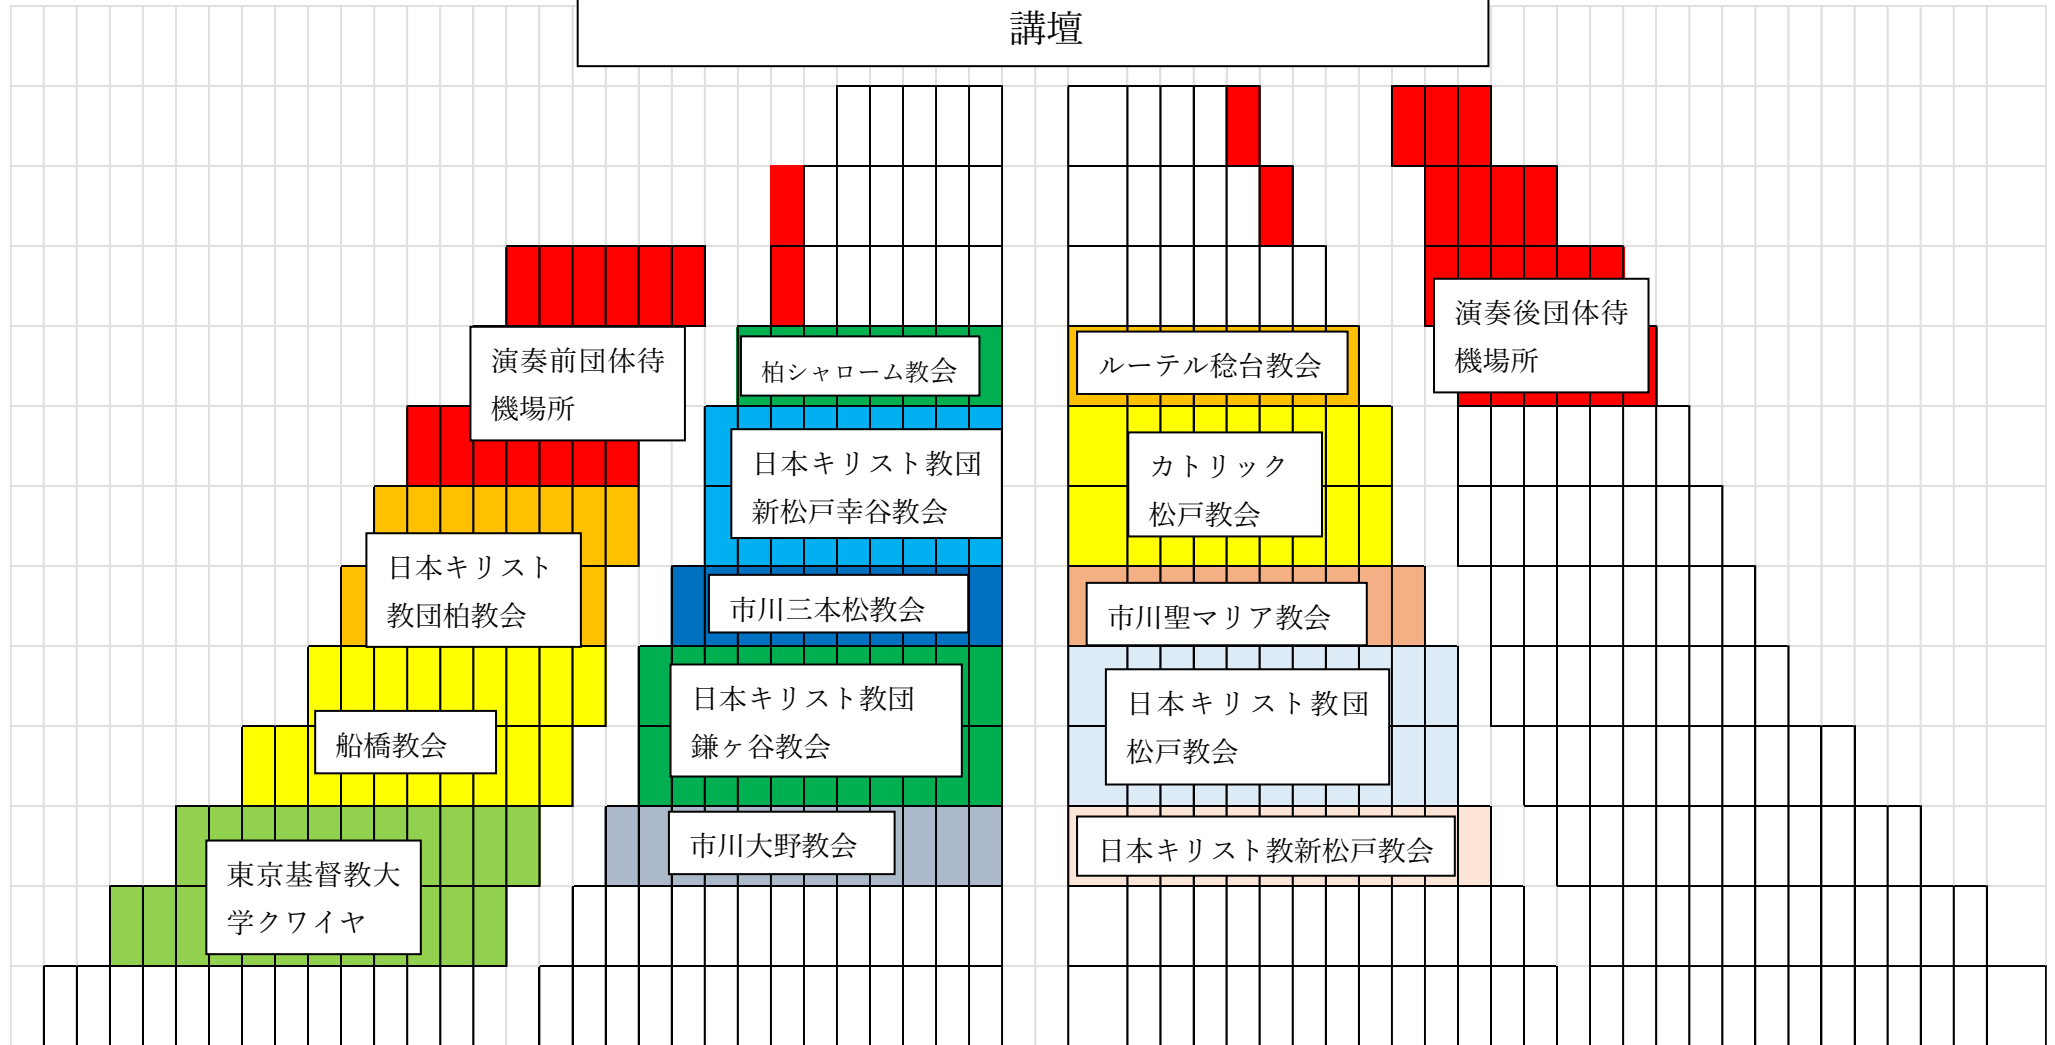 講壇
演奏後団体待
機場所
演奏前団体待
機場所
柏シャローム教会
ルーテル稔台教会
日本キリスト教団
新松戸幸谷教会
カトリック
松戸教会
日本キリスト
教団柏教会
市川三本松教会
市川聖マリア教会
日本キリスト教団
鎌ヶ谷教会
日本キリスト教団
松戸教会
船橋教会
市川大野教会
日本キリスト教新松戸教会
東京基督教大
学クワイヤ